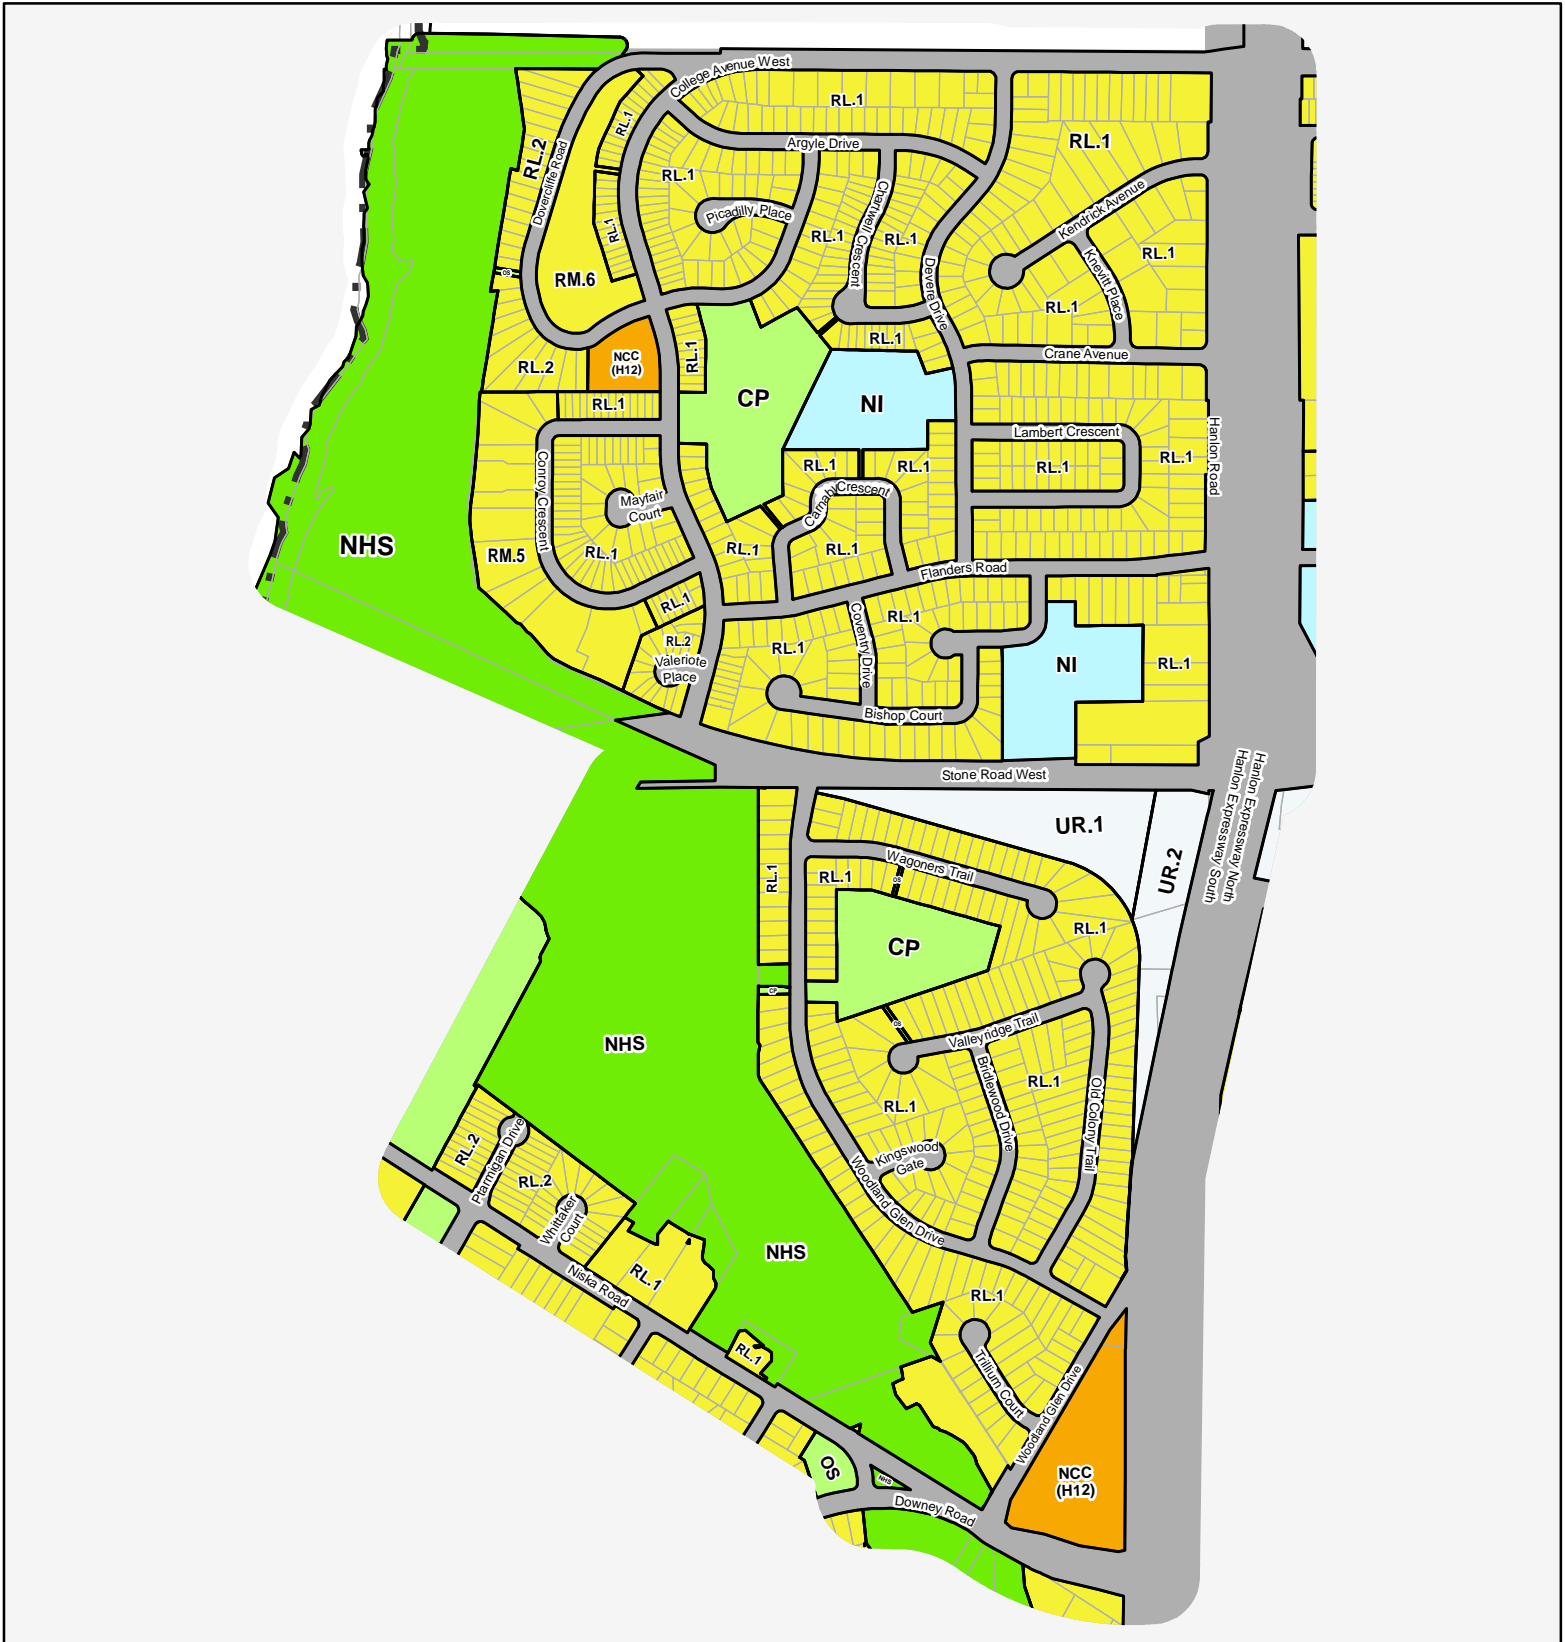 College Avenue West
RL.1
RL.1
RL.1
Argyle Drive
RL.2
Dovercliffe Road
RL.1
Chartwell Crescent
Kendrick Avenue
Picadilly Place
RL.1
RL.1
RL.1
RL.1
Knevitt Place
OS
RM.6
Devere Drive
RL.1
RL.1
RL.1
Crane Avenue
RL.2
NCC
(H12)
CP
NI
RL.1
Lambert Crescent
Hanlon Road
Conroy Crescent
RL.1
RL.1
RL.1
RL.1
Mayfair
Court
Carnaby
Crescent
NHS
RM.5
RL.1
RL.1
RL.1
Flanders Road
RL.1
RL.1
Coventry Drive
RL.2
RL.1
Valeriote
Place
NI
RL.1
Bishop Court
Stone Road West
Hanlon Expressway North
Hanlon Expressway South
UR.1
UR.2
Wagoners Trail
RL.1
RL.1
OS
RL.1
CP
CP
OS
Valleyridge Trail
NHS
Bridlewood Drive
RL.1
Old Colony Trail
RL.1
RL.2
Ptarmigan Drive
Kingswood
Gate
RL.2
Woodland Glen Drive
Whittaker
Court
NHS
RL.1
Niska Road
RL.1
RL.1
Trillium Court
Woodland Glen Drive
OS
NHS
NCC
(H12)
Downey Road